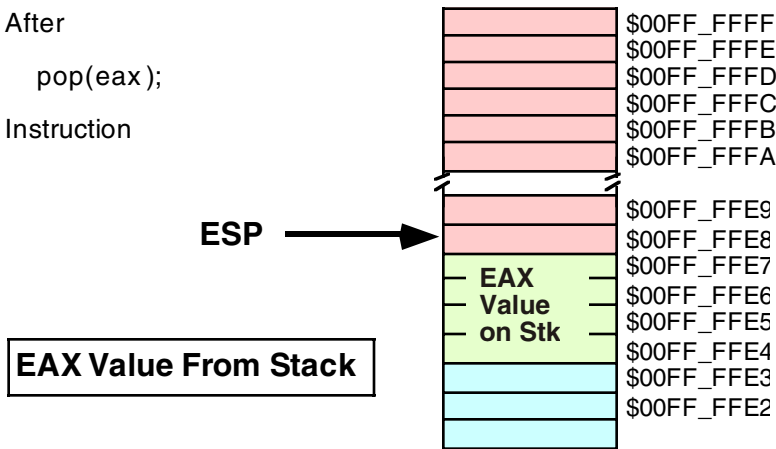 After
pop(eax);
Instruction
ESP
EAX Value From Stack
EAX
Value
on Stk
$00FF_FFFF
$00FF_FFFE
$00FF_FFFD
$00FF_FFFC
$00FF_FFFB
$00FF_FFFA
$00FF_FFE9
$00FF_FFE8
$00FF_FFE7
$00FF_FFE6
$00FF_FFE5
$00FF_FFE4
$00FF_FFE3
$00FF_FFE2